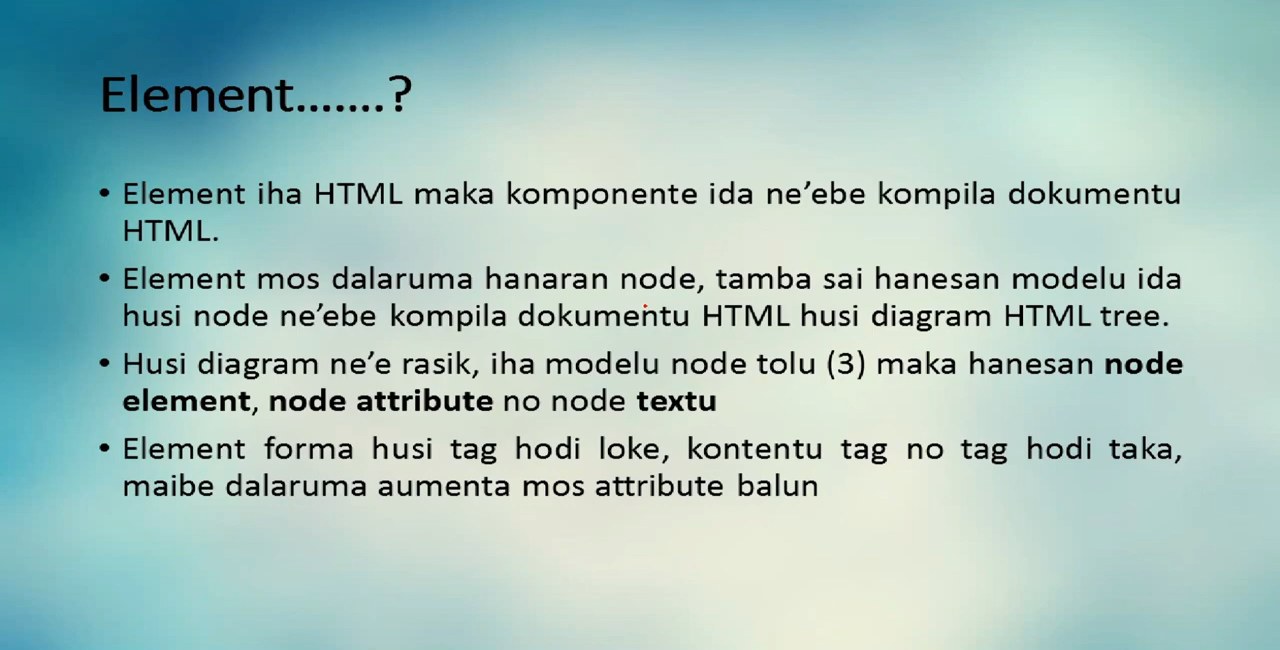 Element.......?
• Element iha HTML maka komponente ida ne’ebe kompila dokumentu
HTML.
• Element mos dalaruma hanaran node, tamba sai hanesan modelu ida
husi node ne’ebe kompila dokumentu HTML husi diagram HTML tree.
• Husi diagram ne’e rasik, iha modelu node tolu (3) maka hanesan node
element, node attribute no node textu
• Element forma husi tag hodi loke, kontentu tag no tag hodi taka,
maibe dalaruma aumenta mos attribute balun